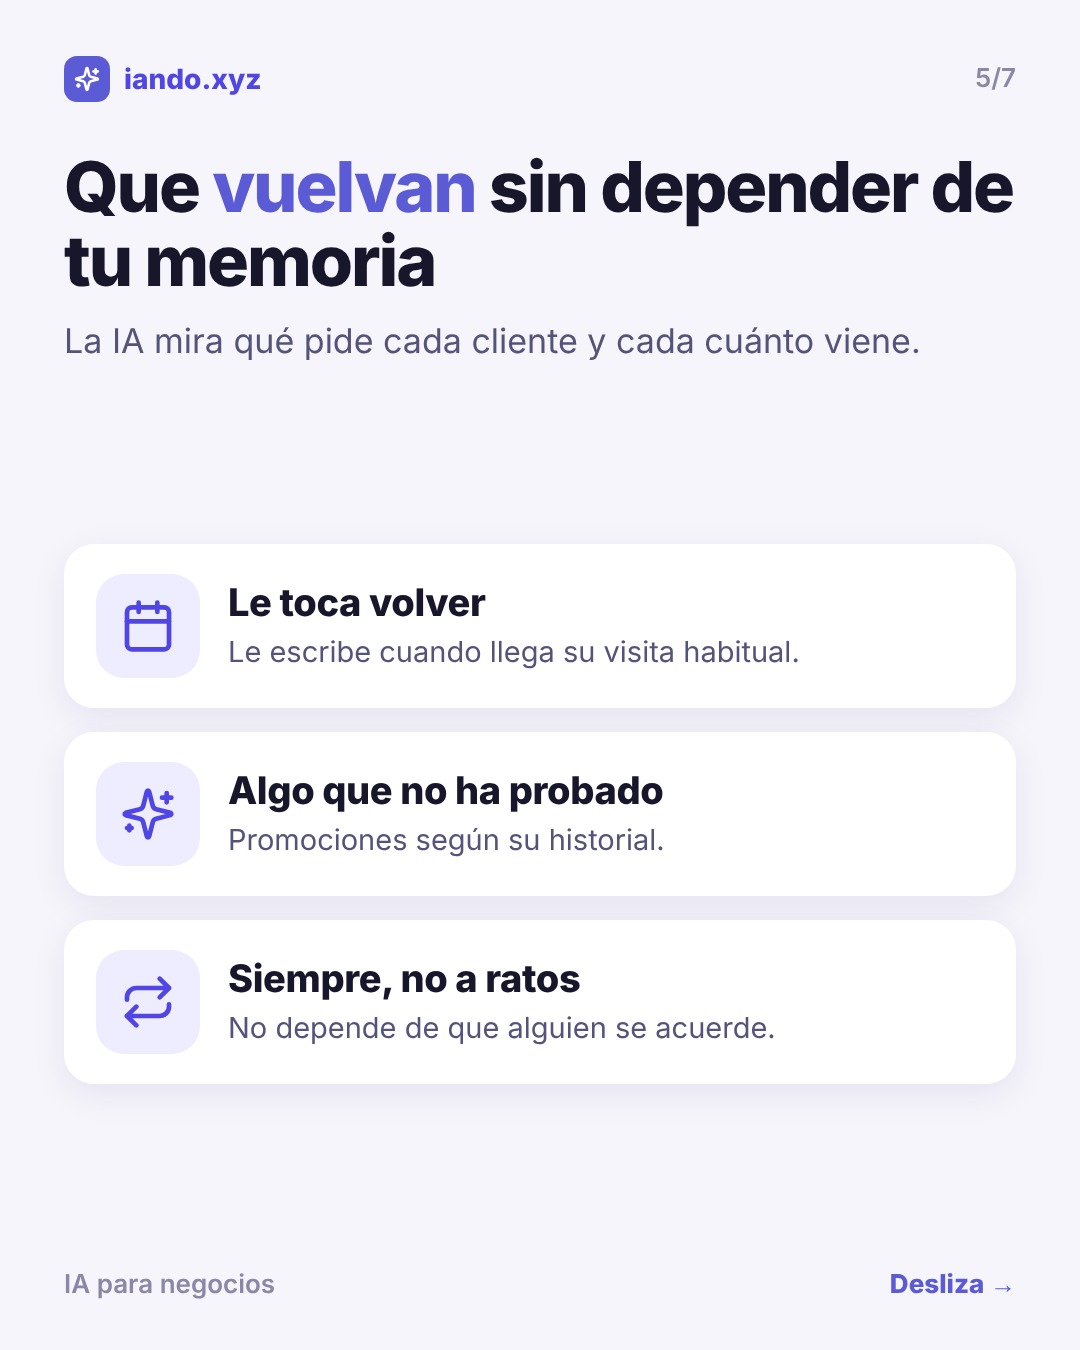 iando.xyz
5/7
Que vuelvan sin depender de
tu memoria
La IA mira qué pide cada cliente y cada cuánto viene.
Le toca volver
Le escribe cuando llega su visita habitual.
Algo que no ha probado
Promociones según su historial.
Siempre, no a ratos
No depende de que alguien se acuerde.
IA para negocios
Desliza →